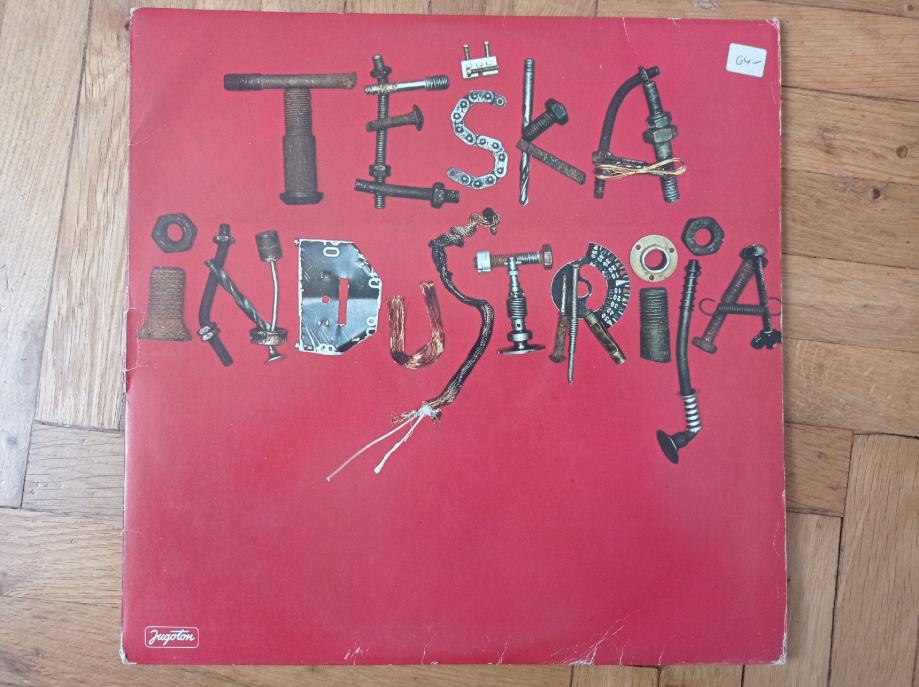 TEŠKA
iNDUSTRijA
Jugoton
64-